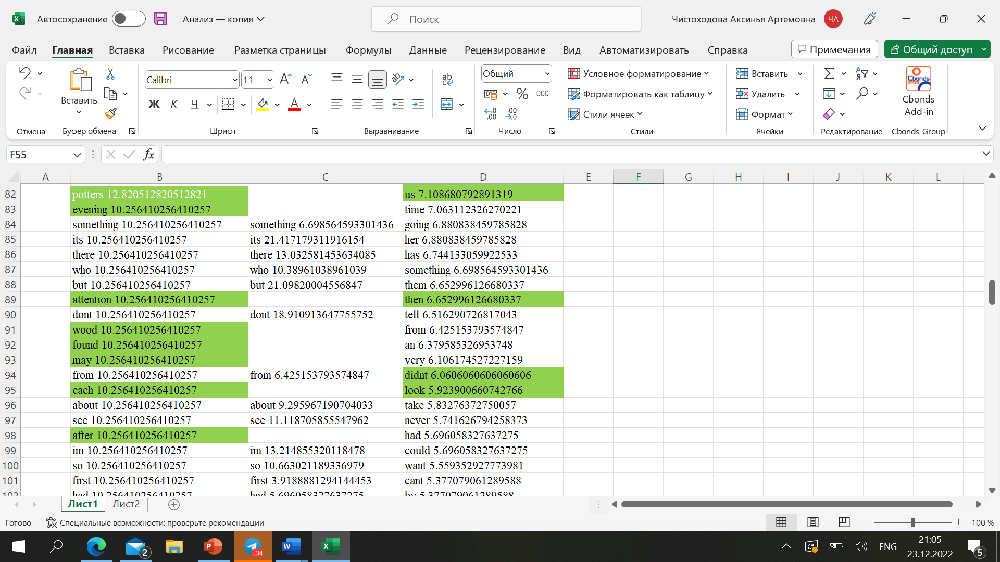 Автосохранение
Анализ — копия
Поиск
Чистоходова Аксинья Артемовна
ЧА
Файл Главная Вставка Рисование Разметка страницы Формулы Данные Рецензирование Вид Автоматизировать Справка
Примечания
Общий доступ
Вставить
Calibri
11
Ж К Ч
Общий
% 000
Условное форматирование
Форматировать как таблицу
Стили ячеек
Вставить
Удалить
Формат
Cbonds
ADD-IN
Cbonds Add-in
Отмена Буфер обмена Шрифт Выравнивание Число Стили Ячейки Редактирование Cbonds-Group
F55
fx
A B C D E F G H I J K L
82 potters 12.820512820512821 us 7.108680792891319
83 evening 10.256410256410257 time 7.063112326270221
84 something 10.256410256410257 something 6.698564593301436 going 6.880838459785828
85 its 10.256410256410257 its 21.417179311916154 her 6.880838459785828
86 there 10.256410256410257 there 13.032581453634085 has 6.744133059922533
87 who 10.256410256410257 who 10.38961038961039 something 6.698564593301436
88 but 10.256410256410257 but 21.09820004556847 them 6.652996126680337
89 attention 10.256410256410257 then 6.652996126680337
90 dont 10.256410256410257 dont 18.910913647755752 tell 6.516290726817043
91 wood 10.256410256410257 from 6.425153793574847
92 found 10.256410256410257 an 6.379585326953748
93 may 10.256410256410257 very 6.106174527227159
94 from 10.256410256410257 from 6.425153793574847 didnt 6.0606060606060606
95 each 10.256410256410257 look 5.923900660742766
96 about 10.256410256410257 about 9.295967190704033 take 5.83276372750057
97 see 10.256410256410257 see 11.118705855547962 never 5.741626794258373
98 after 10.256410256410257 had 5.696058327637275
99 im 10.256410256410257 im 13.214855320118478 could 5.696058327637275
100 so 10.256410256410257 so 10.663021189336979 want 5.559352927773981
101 first 10.256410256410257 first 3.9188881294144453 cant 5.377079061289588
102 had 10.256410256410257 had 5.696058327637275 by 5.377079061289588
Лист1 Лист2
Готово
Специальные возможности: проверьте рекомендации
100 %
2
..34
ENG
21:05
23.12.2022
5